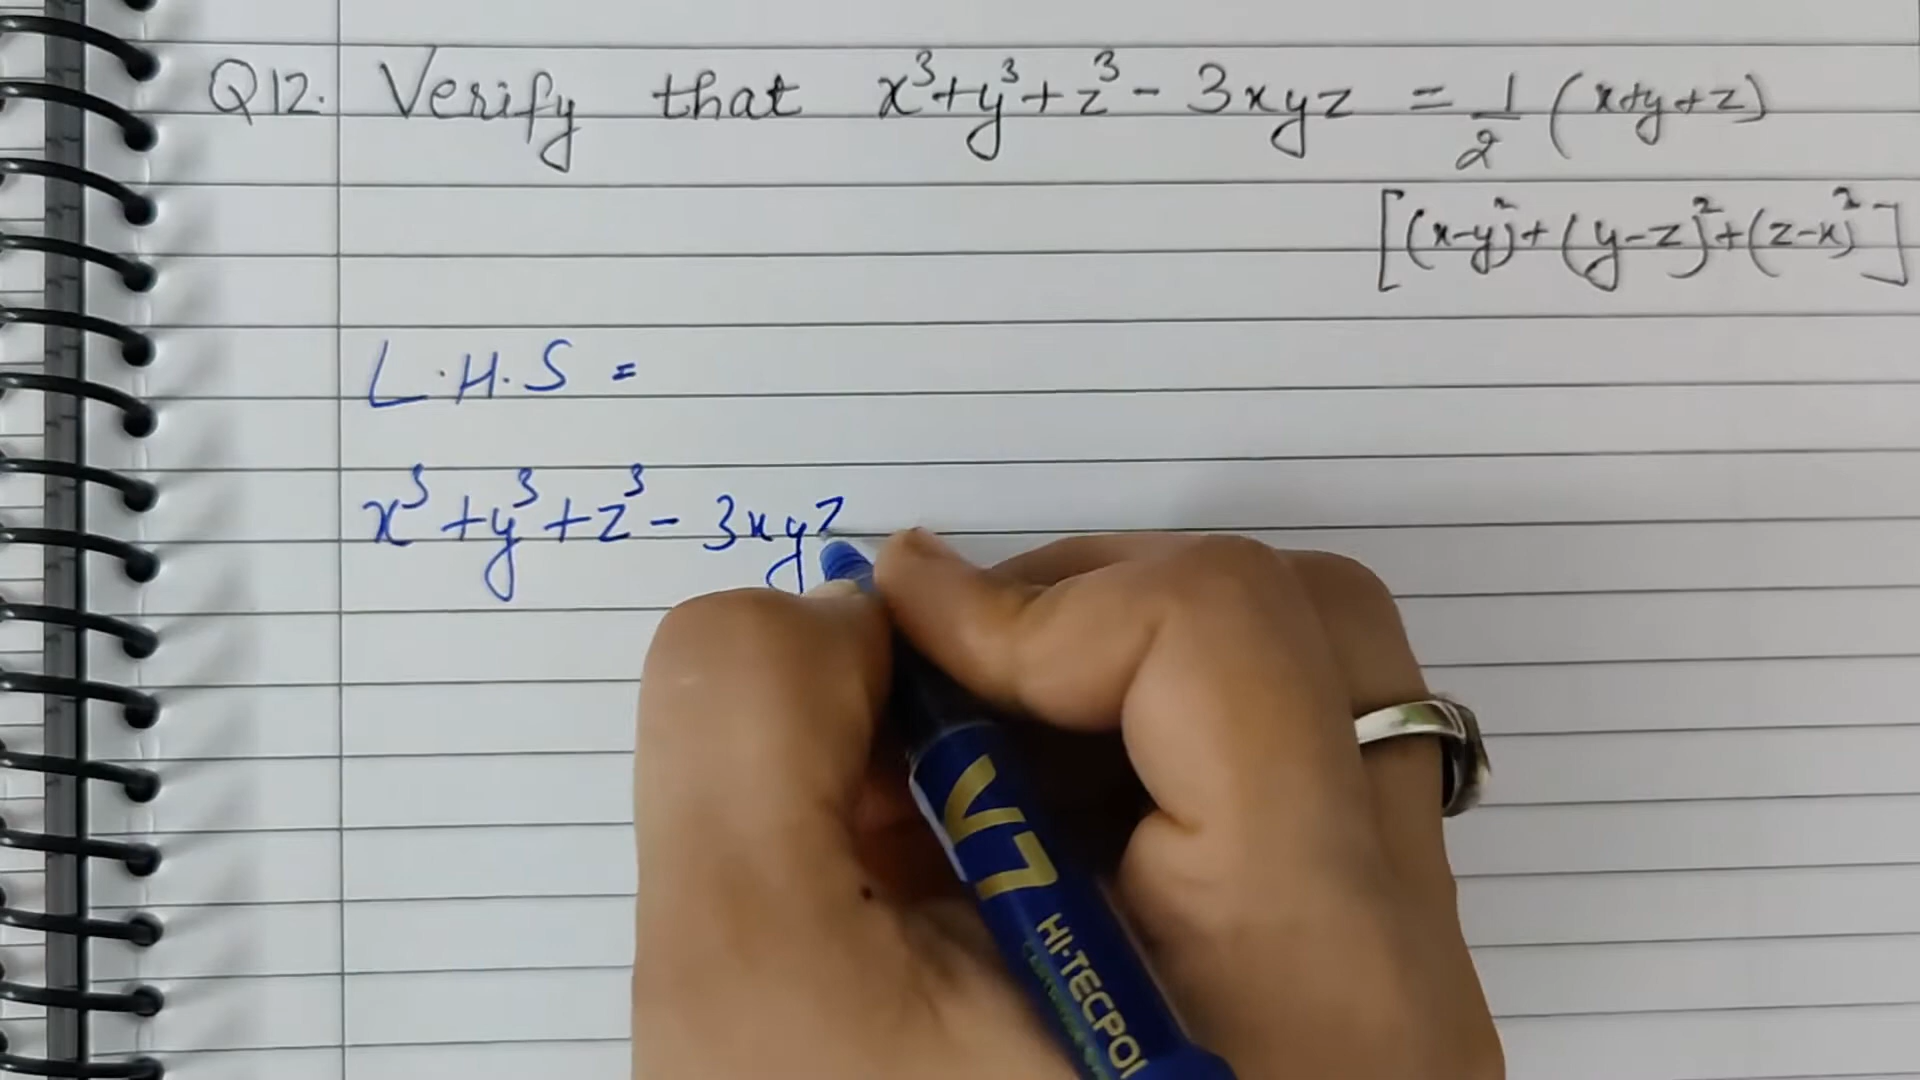 Q12. Verify that x³+y³+z³-3xyz = 1/2 (x+y+z)
[(x-y)²+(y-z)²+(z-x)²]
L.H.S =
x³+y³+z³-3xyz
V7
HI-TECPOI